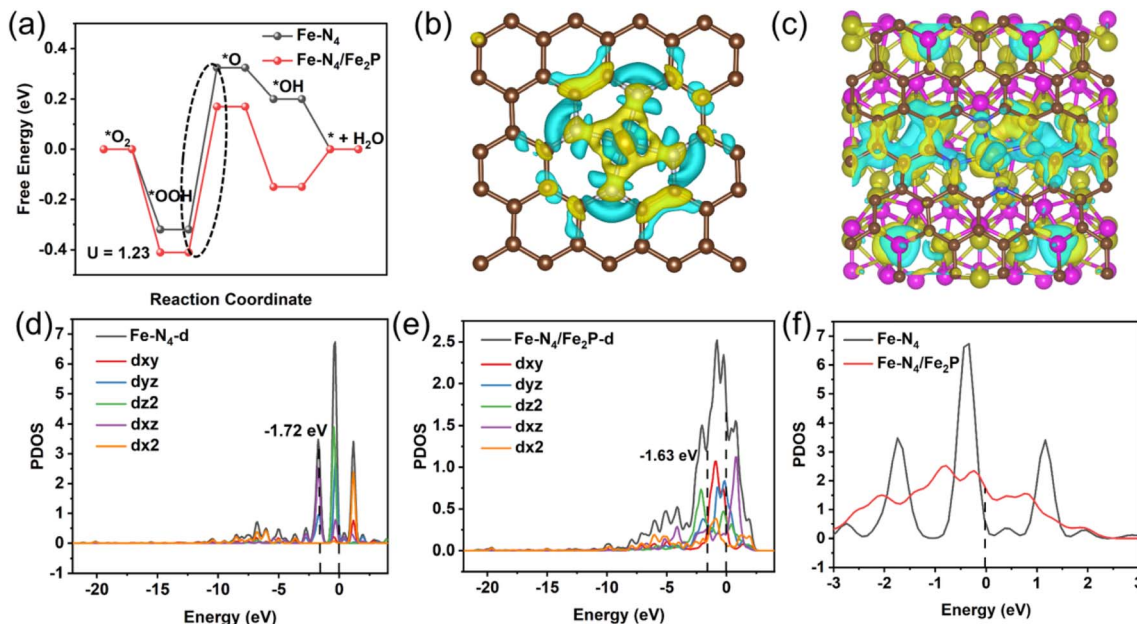 (a)
Free Energy (eV)
0.4
0.2
0.0
-0.2
-0.4
Fe-N₄
Fe-N₄/Fe₂P
*O₂
*OOH
*O
*OH
* + H₂O
U = 1.23
Reaction Coordinate
(b)
(c)
(d)
PDOS
7
6
5
4
3
2
1
0
-1
Fe-N₄-d
dxy
dyz
dz2
dxz
dx2
-1.72 eV
-20
-15
-10
-5
0
Energy (eV)
(e)
PDOS
2.5
2.0
1.5
1.0
0.5
0.0
Fe-N₄/Fe₂P-d
dxy
dyz
dz2
dxz
dx2
-1.63 eV
-20
-15
-10
-5
0
Energy (eV)
(f)
PDOS
7
6
5
4
3
2
1
0
-1
Fe-N₄
Fe-N₄/Fe₂P
-3
-2
-1
0
1
2
3
Energy (eV)